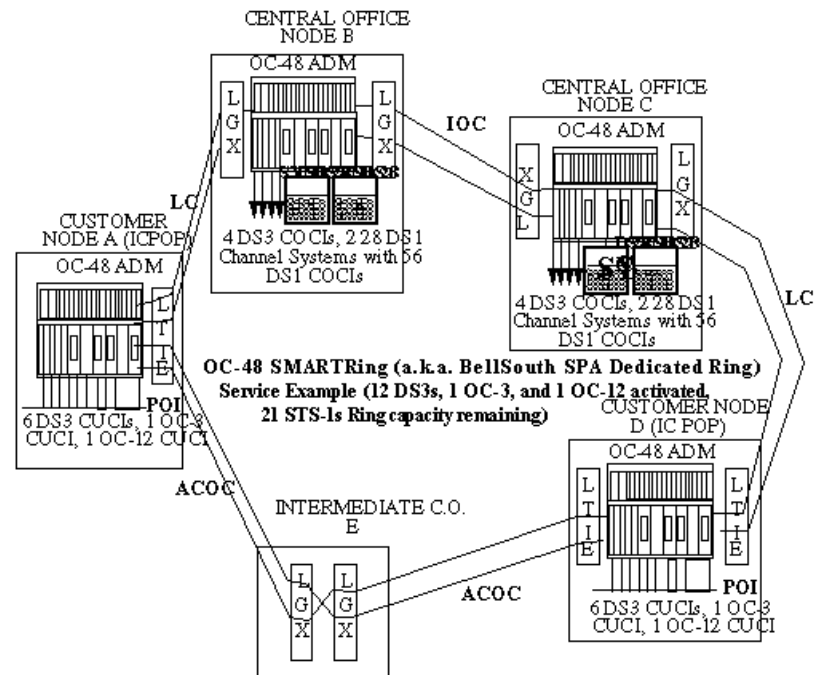 CENTRAL OFFICE
NODE B
OC-48 ADM
L
G
X
L
G
X
4 DS3 COCIs, 2 28 DS1
Channel Systems with 56
DS1 COCIs
IOC
CENTRAL OFFICE
NODE C
OC-48 ADM
X
G
L
L
G
X
4 DS3 COCIs, 2 28 DS1
Channel Systems with 56
DS1 COCIs
LC
LC
CUSTOMER
NODE A (ICPOP)
OC-48 ADM
L
T
IE
POI
6 DS3 CUCIs, 1 OC-3
CUCI, 1 OC-12 CUCI
OC-48 SMARTRing (a.k.a. BellSouth SPA Dedicated Ring)
Service Example (12 DS3s, 1 OC-3, and 1 OC-12 activated,
21 STS-1s Ring capacity remaining)
CUSTOMER NODE
D (IC POP)
OC-48 ADM
L
T
IE
L
T
IE
POI
6 DS3 CUCIs, 1 OC-3
CUCI, 1 OC-12 CUCI
ACOC
INTERMEDIATE C.O.
E
L
G
X
L
G
X
ACOC